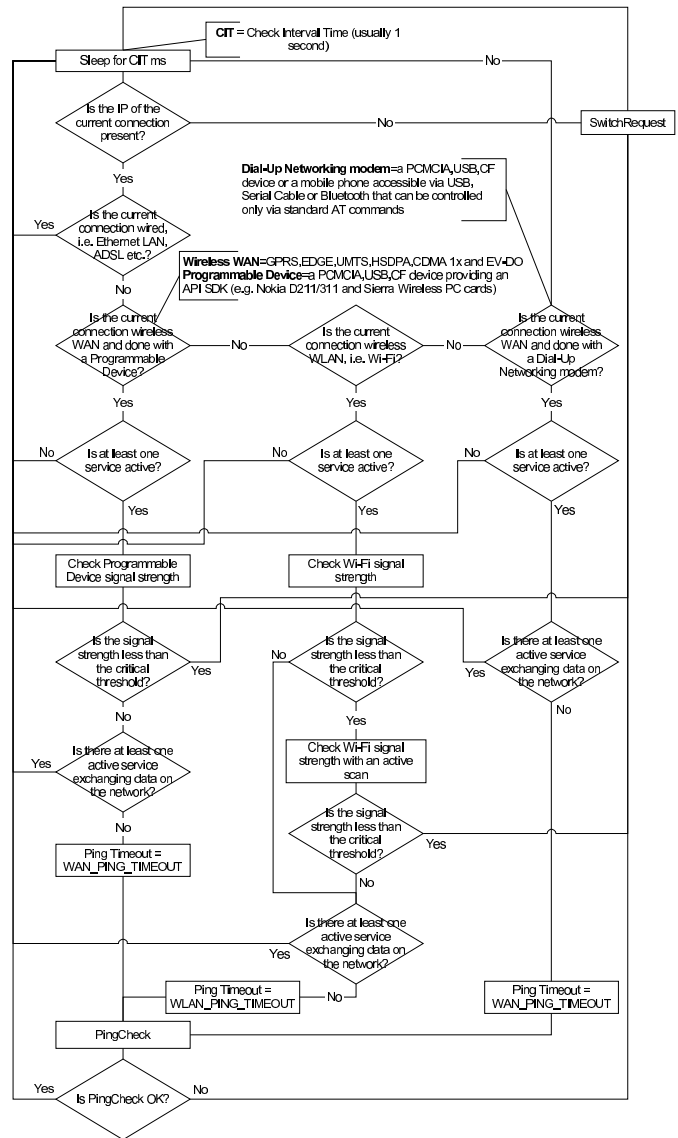 CIT = Check Interval Time (usually 1
second)
Sleep for CIT ms
No
Is the IP of the
current connection
present?
No
SwitchRequest
Yes
Dial-Up Networking modem=a PCMCIA,USB,CF
device or a mobile phone accessible via USB,
Serial Cable or Bluetooth that can be controlled
only via standard AT commands
Yes
Is the current
connection wired,
i.e. Ethernet LAN,
ADSL etc.?
Wireless WAN=GPRS,EDGE,UMTS,HSDPA,CDMA 1x and EV-DO
Programmable Device=a PCMCIA,USB,CF device providing an
API SDK (e.g. Nokia D211/311 and Sierra Wireless PC cards)
No
Is the current
connection wireless
WAN and done with
a Programmable
Device?
No
Is the current
connection wireless
WLAN, i.e. Wi-Fi?
No
Is the current
connection wireless
WAN and done with
a Dial-Up
Networking modem?
Yes
Yes
Yes
No
Is at least one
service active?
No
Is at least one
service active?
No
Is at least one
service active?
Yes
Yes
Yes
Check Programmable
Device signal strength
Check Wi-Fi signal
strength
Is the signal
strength less than
the critical
threshold?
Yes
No
Is the signal
strength less than
the critical
threshold?
Yes
Is there at least one
active service
exchanging data on
the network?
No
No
Yes
Yes
Is there at least one
active service
exchanging data on
the network?
Check Wi-Fi signal
strength with an active
scan
No
Is the signal
strength less than
the critical
threshold?
Yes
Ping Timeout =
WAN_PING_TIMEOUT
No
Is there at least one
active service
exchanging data on
the network?
Yes
No
Ping Timeout =
WLAN_PING_TIMEOUT
Ping Timeout =
WAN_PING_TIMEOUT
PingCheck
Yes
Is PingCheck OK?
No